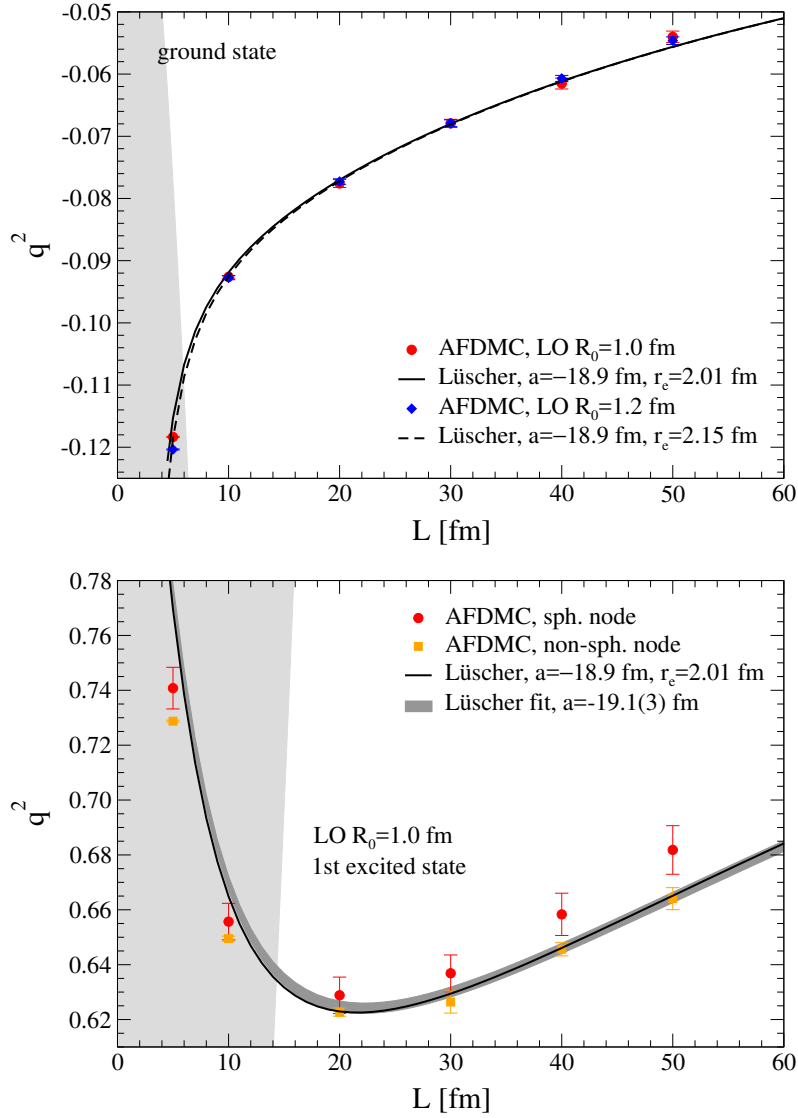 -0.05
ground state
-0.06
-0.07
-0.08
q²
-0.09
-0.10
AFDMC, LO R₀=1.0 fm
Lüscher, a=−18.9 fm, rₑ=2.01 fm
-0.11
AFDMC, LO R₀=1.2 fm
Lüscher, a=−18.9 fm, rₑ=2.15 fm
-0.12
0 10 20 30 40 50 60
L [fm]
0.78
AFDMC, sph. node
0.76
AFDMC, non-sph. node
Lüscher, a=−18.9 fm, rₑ=2.01 fm
0.74
Lüscher fit, a=-19.1(3) fm
0.72
0.70
q²
LO R₀=1.0 fm
0.68
1st excited state
0.66
0.64
0.62
0 10 20 30 40 50 60
L [fm]